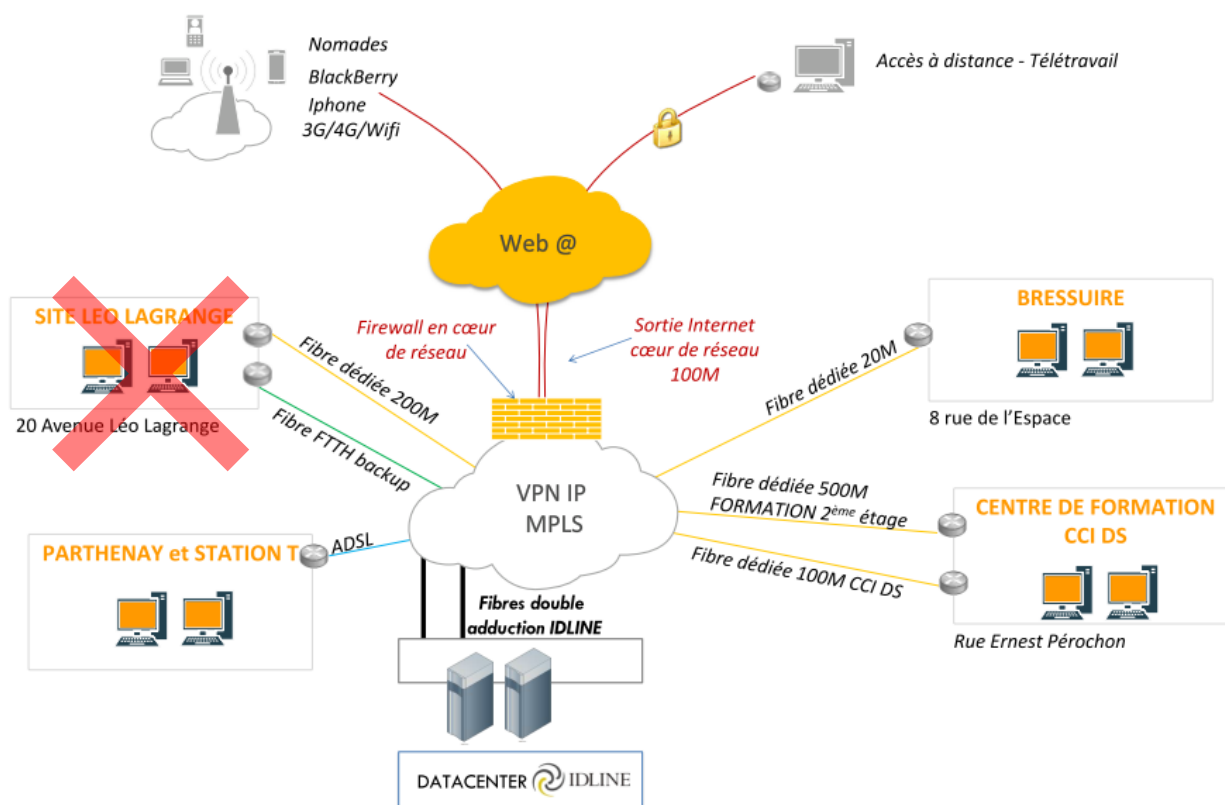 Nomades
BlackBerry
Iphone
3G/4G/Wifi
Accès à distance - Télétravail
Web @
SITE LEO LAGRANGE
20 Avenue Léo Lagrange
Firewall en cœur
de réseau
Sortie Internet
cœur de réseau
100M
BRESSUIRE
8 rue de l'Espace
Fibre dédiée 200M
Fibre FTTH backup
Fibre dédiée 20M
VPN IP
MPLS
Fibre dédiée 500M
FORMATION 2ème étage
Fibre dédiée 100M CCI DS
CENTRE DE FORMATION
CCI DS
Rue Ernest Pérochon
PARTHENAY et STATION T
ADSL
Fibres double
adduction IDLINE
DATACENTER IDLINE